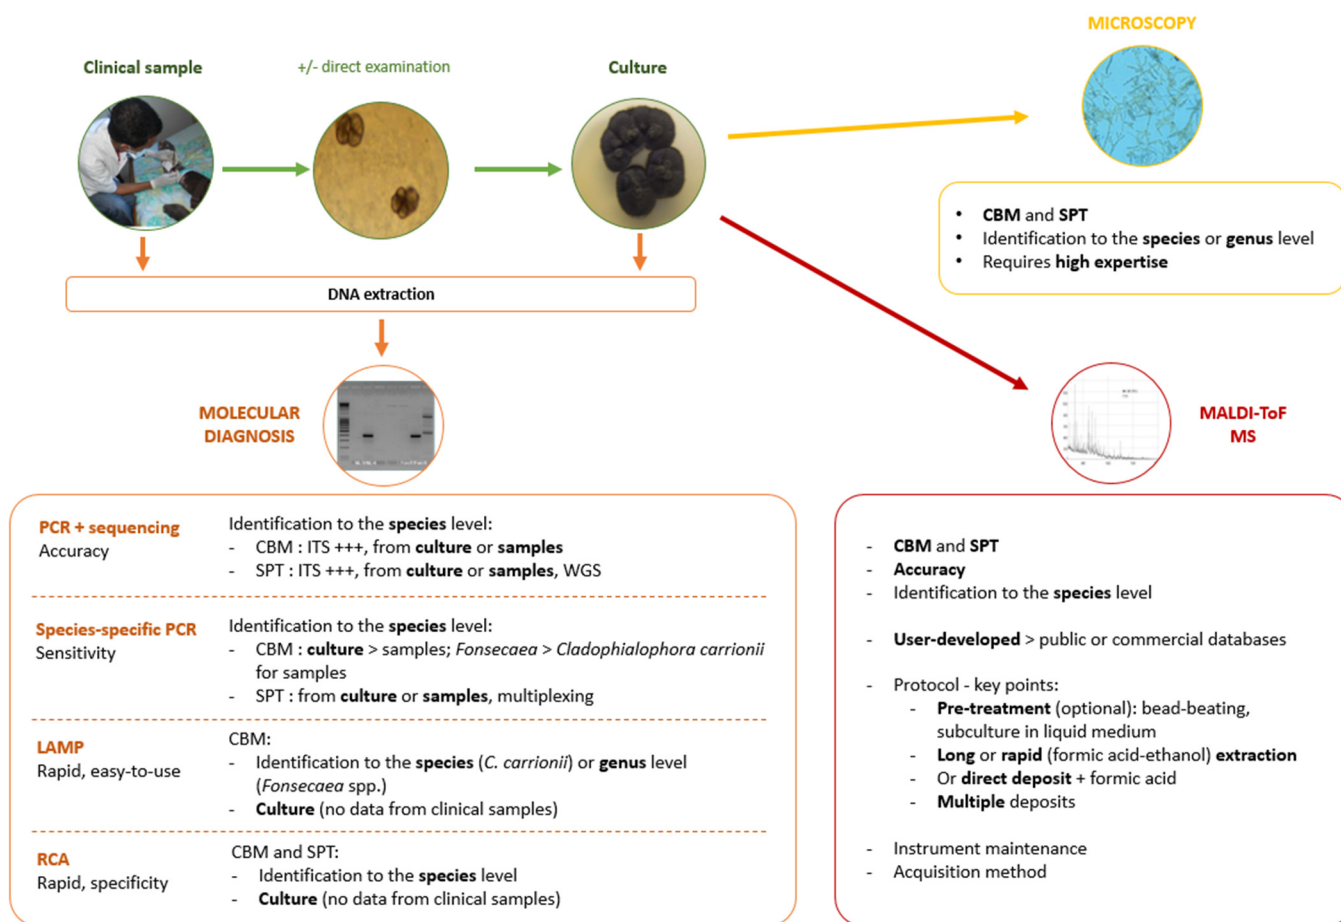 MICROSCOPY
Clinical sample
+/- direct examination
Culture
• CBM and SPT
• Identification to the species or genus level
• Requires high expertise
DNA extraction
MOLECULAR
DIAGNOSIS
MALDI-ToF
MS
PCR + sequencing
Accuracy
Identification to the species level:
- CBM : ITS +++, from culture or samples
- SPT : ITS +++, from culture or samples, WGS
Species-specific PCR
Sensitivity
Identification to the species level:
- CBM : culture > samples; Fonsecaea > Cladophialophora carrionii
for samples
- SPT : from culture or samples, multiplexing
LAMP
Rapid, easy-to-use
CBM:
- Identification to the species (C. carrionii) or genus level
(Fonsecaea spp.)
- Culture (no data from clinical samples)
RCA
Rapid, specificity
CBM and SPT:
- Identification to the species level
- Culture (no data from clinical samples)
- CBM and SPT
- Accuracy
- Identification to the species level
- User-developed > public or commercial databases
- Protocol - key points:
- Pre-treatment (optional): bead-beating,
subculture in liquid medium
- Long or rapid (formic acid-ethanol) extraction
- Or direct deposit + formic acid
- Multiple deposits
- Instrument maintenance
- Acquisition method